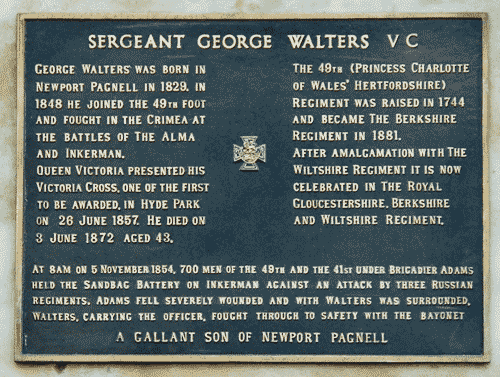 SERGEANT GEORGE WALTERS V C
GEORGE WALTERS WAS BORN IN
NEWPORT PAGNELL IN 1829. IN
1848 HE JOINED THE 49TH FOOT
AND FOUGHT IN THE CRIMEA AT
THE BATTLES OF THE ALMA
AND INKERMAN.
QUEEN VICTORIA PRESENTED HIS
VICTORIA CROSS, ONE OF THE FIRST
TO BE AWARDED, IN HYDE PARK
ON 26 JUNE 1857. HE DIED ON
3 JUNE 1872 AGED 43.
THE 49TH (PRINCESS CHARLOTTE
OF WALES' HERTFORDSHIRE)
REGIMENT WAS RAISED IN 1744
AND BECAME THE BERKSHIRE
REGIMENT IN 1881.
AFTER AMALGAMATION WITH THE
WILTSHIRE REGIMENT IT IS NOW
CELEBRATED IN THE ROYAL
GLOUCESTERSHIRE, BERKSHIRE
AND WILTSHIRE REGIMENT.
AT 8AM ON 5 NOVEMBER 1854, 700 MEN OF THE 49TH AND THE 41ST UNDER BRIGADIER ADAMS
HELD THE SANDBAG BATTERY ON INKERMAN AGAINST AN ATTACK BY THREE RUSSIAN
REGIMENTS. ADAMS FELL SEVERELY WOUNDED AND WITH WALTERS WAS SURROUNDED.
WALTERS, CARRYING THE OFFICER, FOUGHT THROUGH TO SAFETY WITH THE BAYONET
A GALLANT SON OF NEWPORT PAGNELL